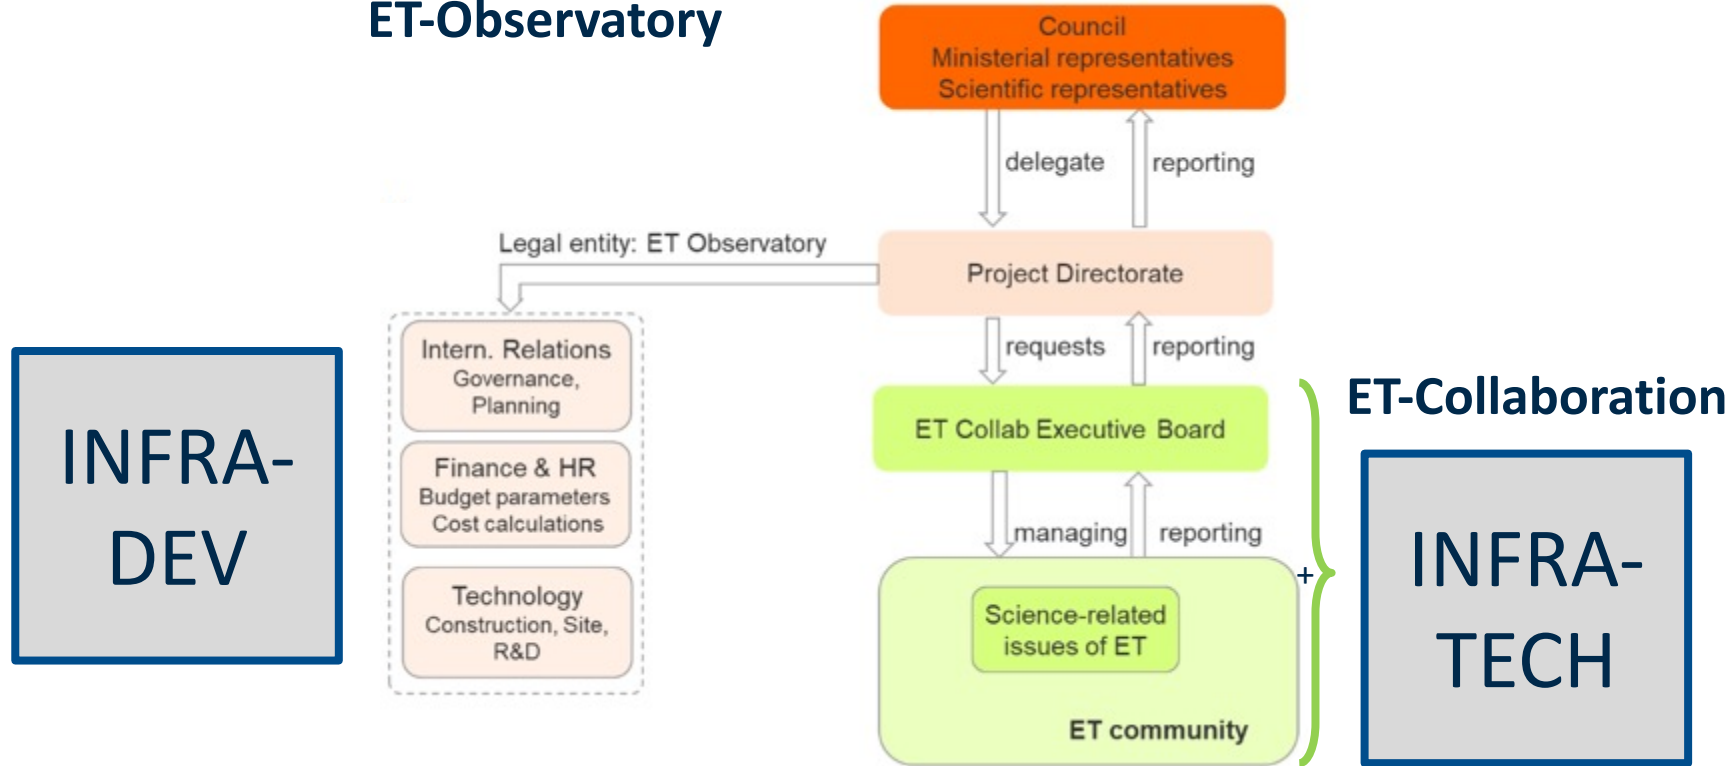 ET-Observatory
Council
Ministerial representatives
Scientific representatives
delegate
reporting
Legal entity: ET Observatory
Project Directorate
requests
reporting
Intern. Relations
Governance,
Planning
Finance & HR
Budget parameters
Cost calculations
Technology
Construction, Site,
R&D
INFRA-
DEV
ET Collab Executive Board
managing
reporting
Science-related
issues of ET
ET community
+
ET-Collaboration
INFRA-
TECH